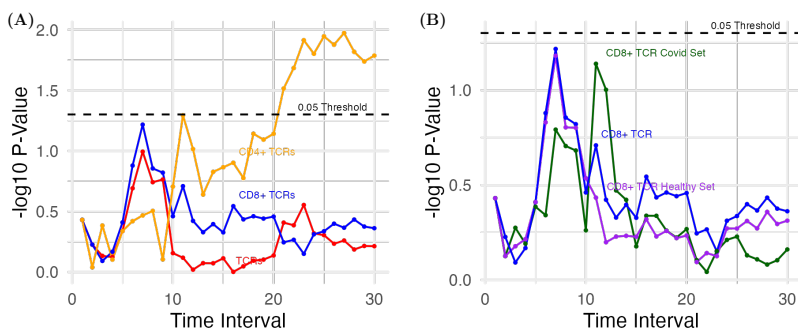 (A)
2.0
1.5
1.0
0.5
0.0
-log10 P-Value
0.05 Threshold
CD4+ TCRs
CD8+ TCRs
TCRs
0
10
20
30
Time Interval
(B)
1.0
0.5
0.0
-log10 P-Value
0.05 Threshold
CD8+ TCR Covid Set
CD8+ TCR
CD8+ TCR Healthy Set
0
10
20
30
Time Interval